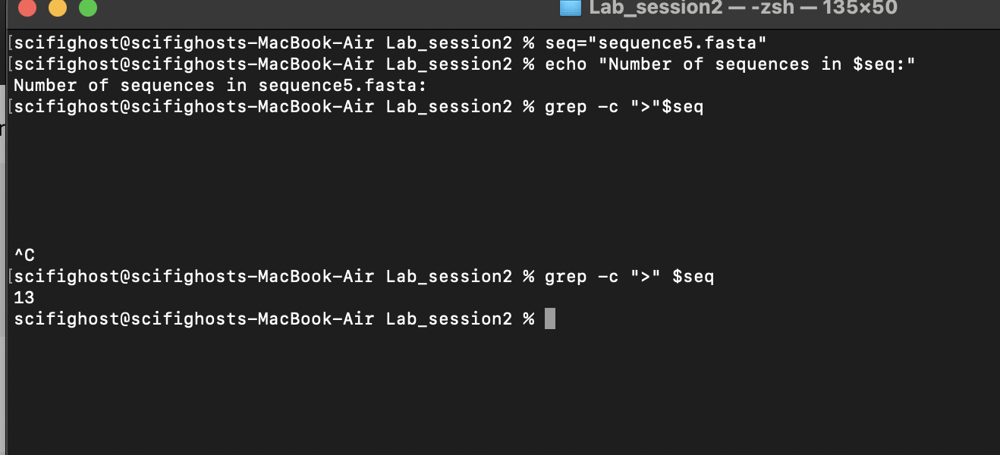 Lab_session2 — -zsh — 135×50
[scifighost@scifighosts-MacBook-Air Lab_session2 % seq="sequence5.fasta"
[scifighost@scifighosts-MacBook-Air Lab_session2 % echo "Number of sequences in $seq:"
Number of sequences in sequence5.fasta:
[scifighost@scifighosts-MacBook-Air Lab_session2 % grep -c ">"$seq
^C
[scifighost@scifighosts-MacBook-Air Lab_session2 % grep -c ">" $seq
13
scifighost@scifighosts-MacBook-Air Lab_session2 %